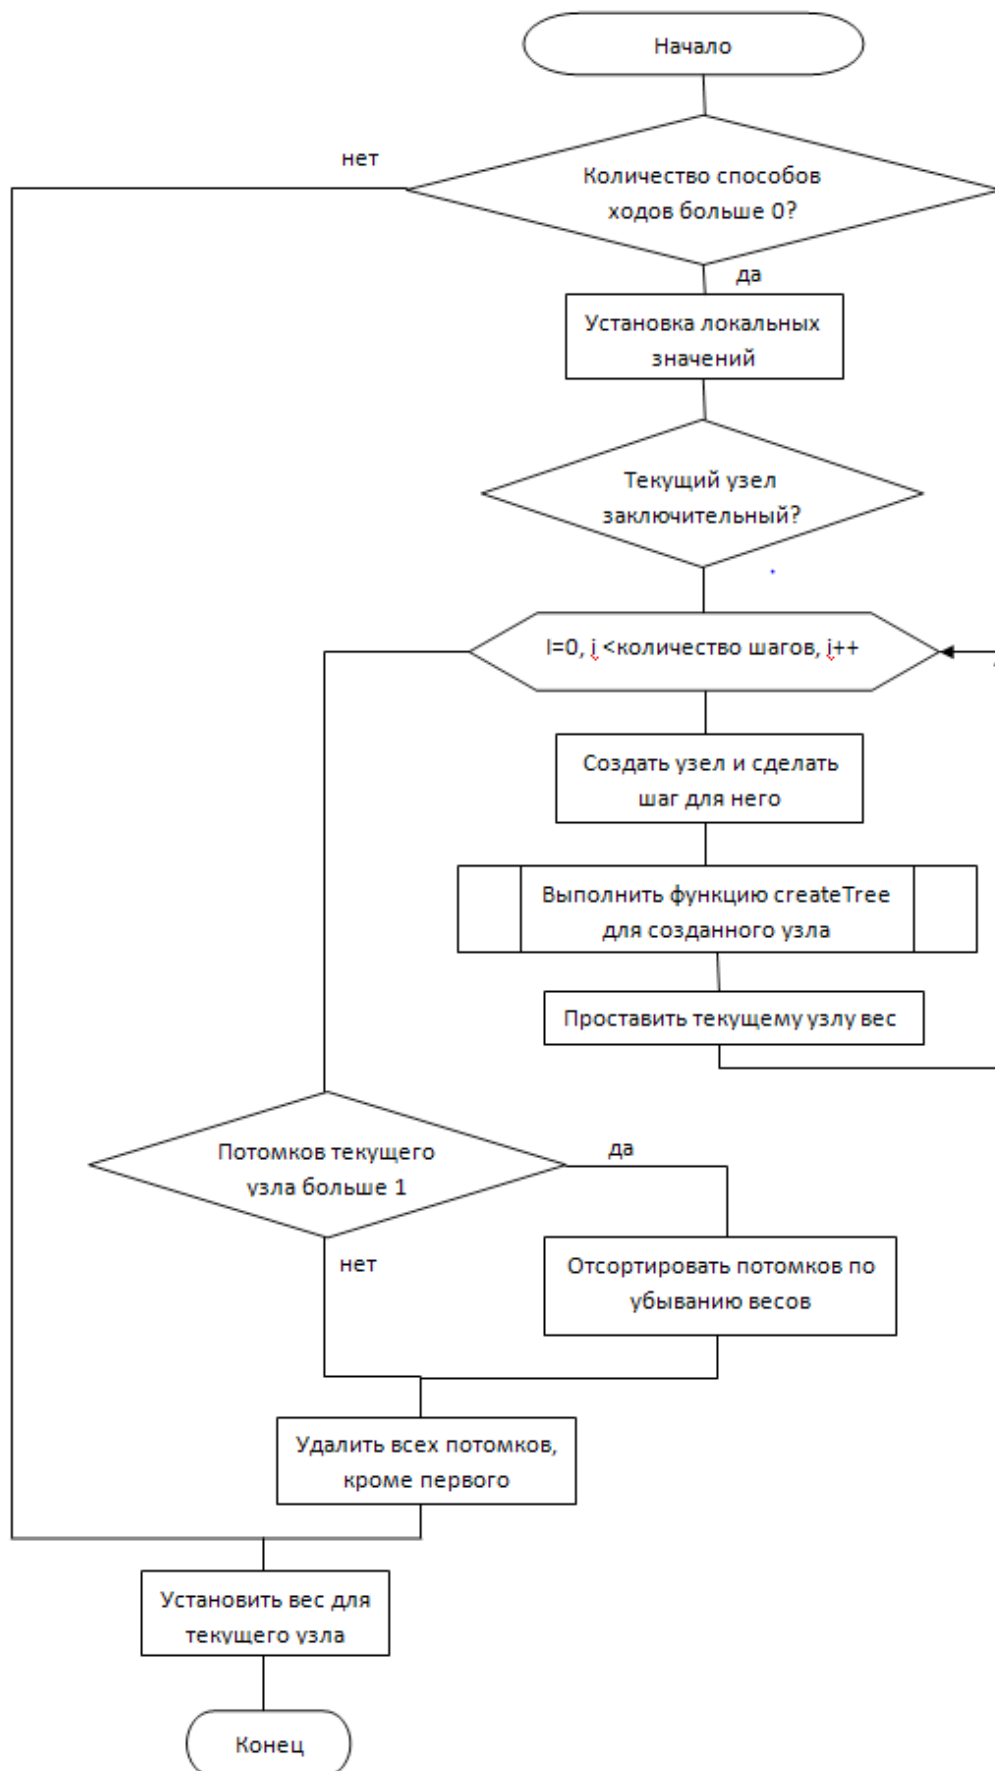 Начало
нет
Количество способов
ходов больше 0?
да
Установка локальных
значений
Текущий узел
заключительный?
I=0, i <количество шагов, i++
Создать узел и сделать
шаг для него
Выполнить функцию createTree
для созданного узла
Проставить текущему узлу вес
Потомков текущего
узла больше 1
да
нет
Отсортировать потомков по
убыванию весов
Удалить всех потомков,
кроме первого
Установить вес для
текущего узла
Конец